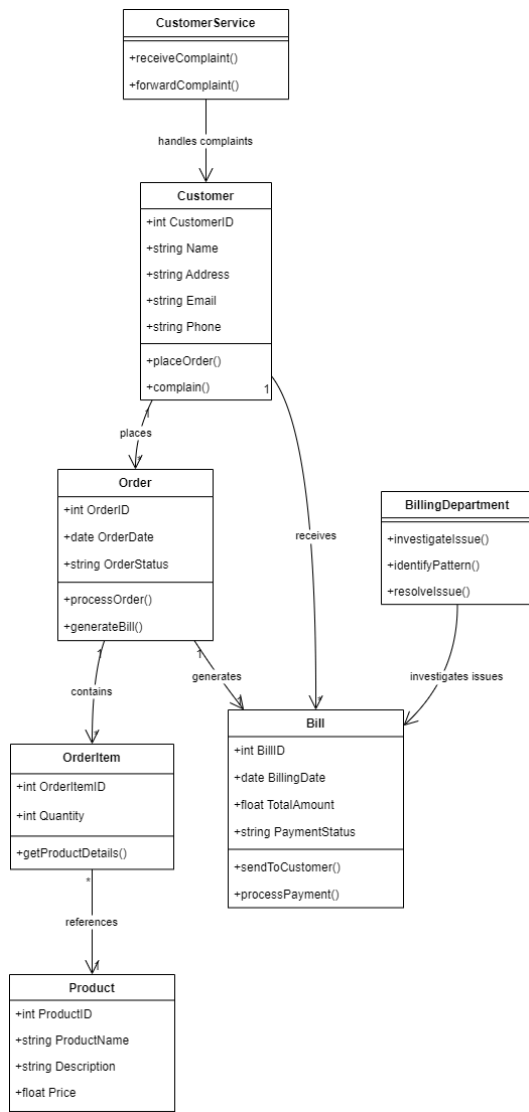 CustomerService
+receiveComplaint()
+forwardComplaint()
handles complaints
Customer
+int CustomerID
+string Name
+string Address
+string Email
+string Phone
+placeOrder()
+complain()
1
1
places
*
Order
+int OrderID
+date OrderDate
+string OrderStatus
+processOrder()
+generateBill()
1
1
receives
BillingDepartment
+investigateIssue()
+identifyPattern()
+resolveIssue()
contains
generates
investigates issues
*
1
*
OrderItem
+int OrderItemID
+int Quantity
+getProductDetails()
*
Bill
+int BillID
+date BillingDate
+float TotalAmount
+string PaymentStatus
+sendToCustomer()
+processPayment()
references
1
Product
+int ProductID
+string ProductName
+string Description
+float Price